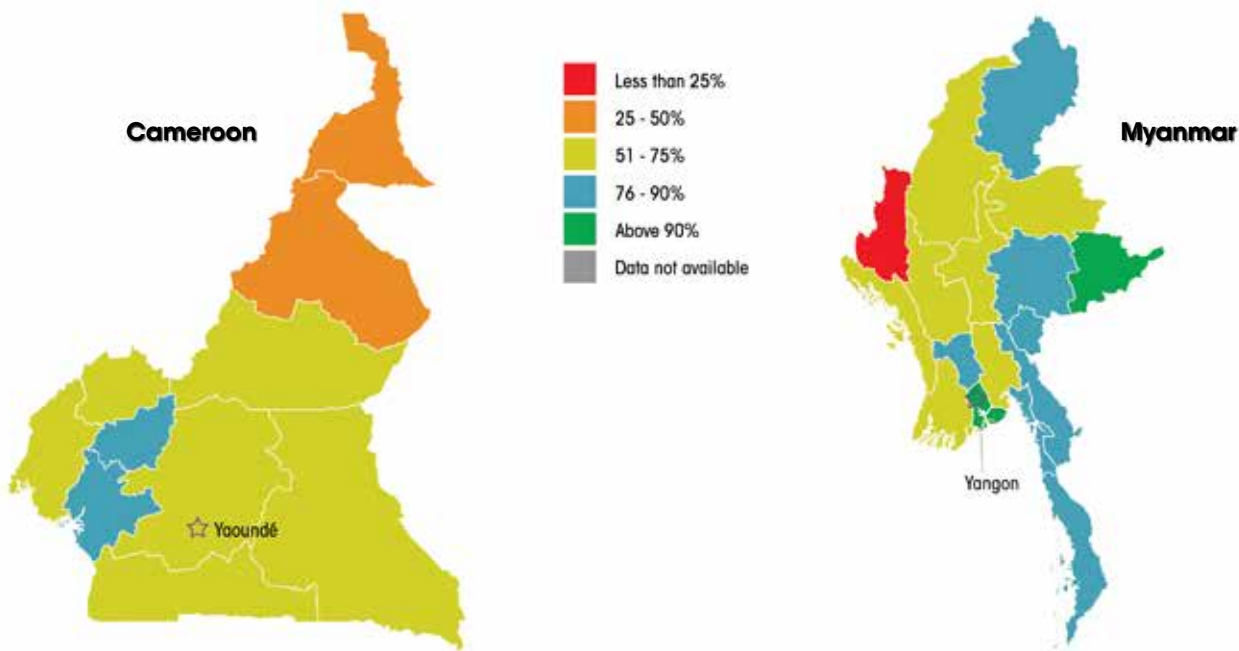 Cameroon
Less than 25%
25 - 50%
51 - 75%
76 - 90%
Above 90%
Data not available
Myanmar
Yaoundé
Yangon